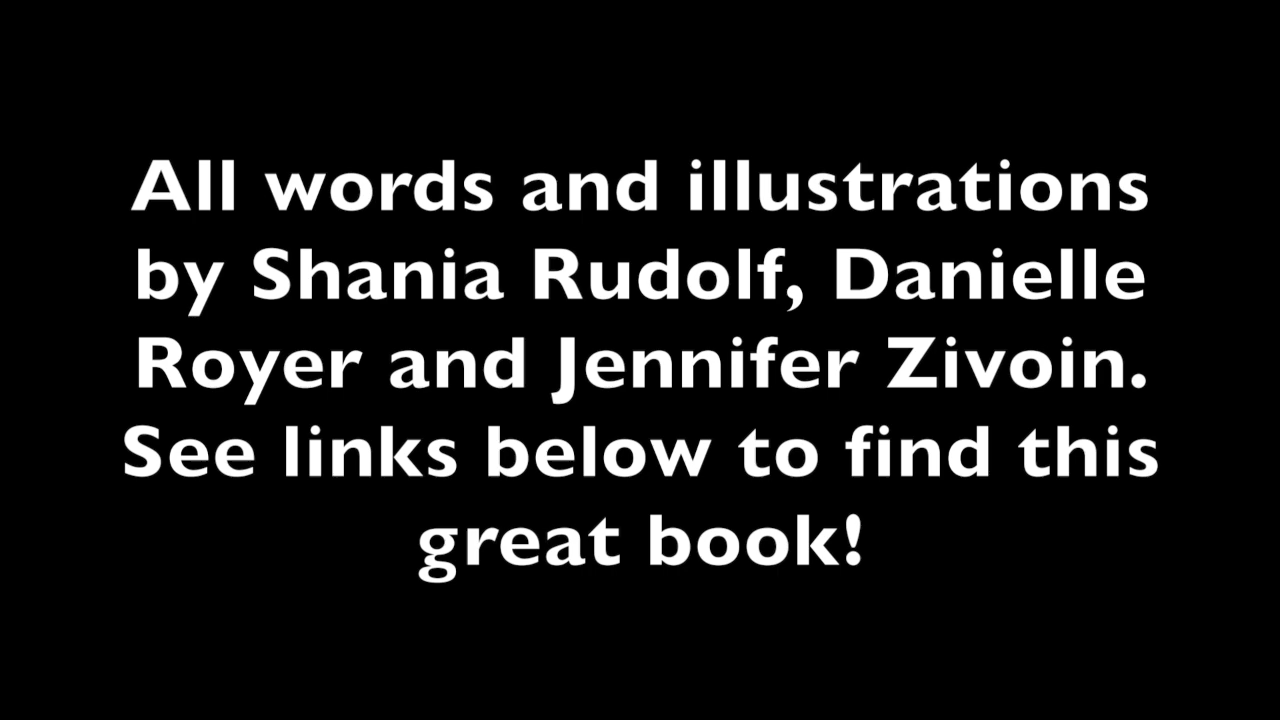 All words and illustrations
by Shania Rudolf, Danielle
Royer and Jennifer Zivoin.
See links below to find this
great book!